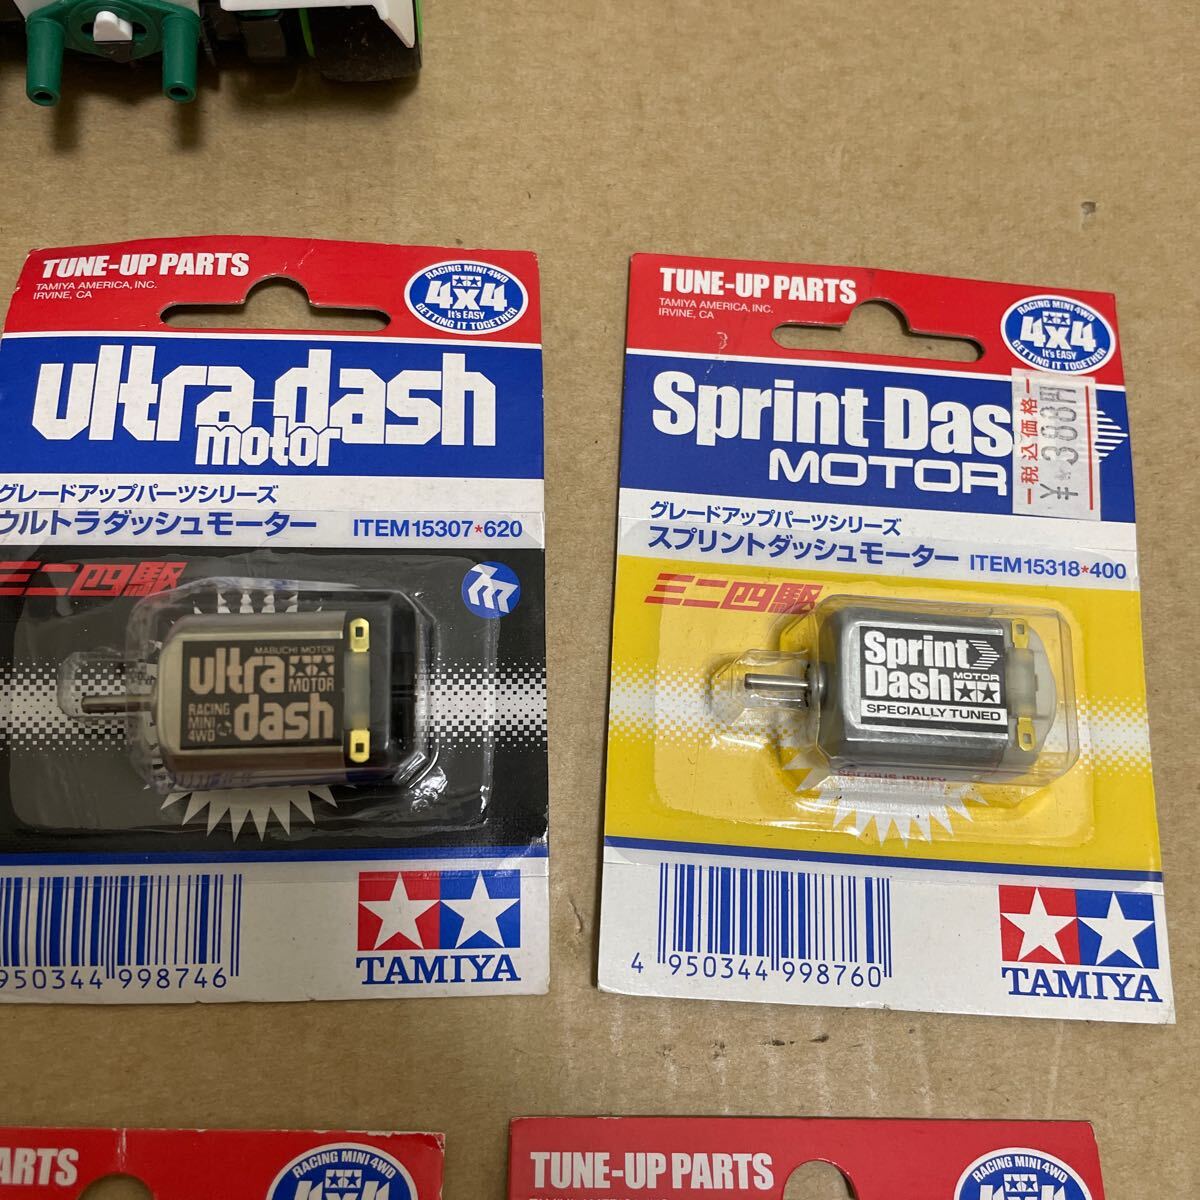 TUNE-UP PARTS
TAMIYA AMERICA, INC.
IRVINE, CA
RACING MINI 4WD
4x4
It's EASY
GETTING IT TOGETHER
ultra-dash
motor
グレードアップパーツシリーズ
ウルトラダッシュモーター
ITEM 15307*620
ミニ四駆
MABUCHI MOTOR
ultra
MOTOR
RACING
MINI
4WD
dash
950344 998746
TAMIYA
TUNE-UP PARTS
TAMIYA AMERICA, INC.
IRVINE, CA
RACING MINI 4WD
4x4
It's EASY
GETTING IT TOGETHER
Sprint-Das
MOTOR
税込価格
¥388円
グレードアップパーツシリーズ
スプリントダッシュモーター
ITEM 15318*400
ミニ四駆
Sprint
Dash
MOTOR
SPECIALLY TUNED
4 950344 998760
TAMIYA
ARTS
RACING MINI 4WD
4x4
TUNE-UP PARTS
RACING MINI 4WD